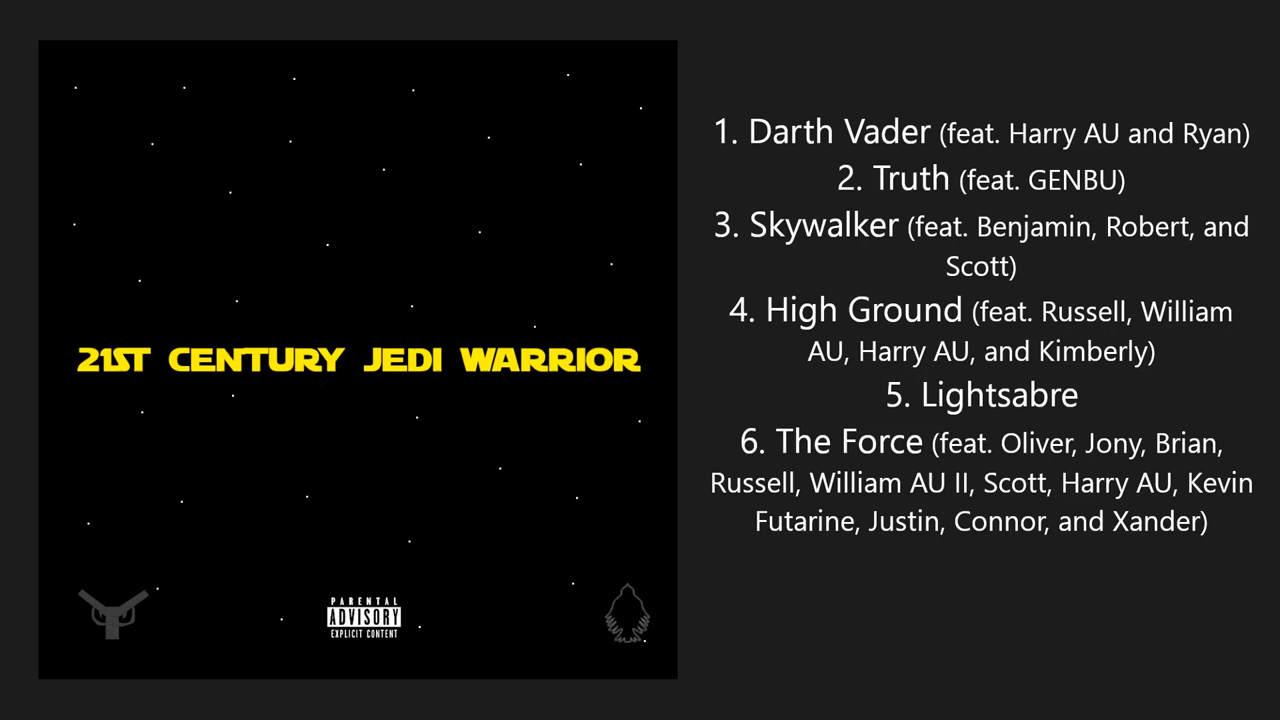 21ST CENTURY JEDI WARRIOR
PARENTAL
ADVISORY
EXPLICIT CONTENT
1. Darth Vader (feat. Harry AU and Ryan)
2. Truth (feat. GENBU)
3. Skywalker (feat. Benjamin, Robert, and
Scott)
4. High Ground (feat. Russell, William
AU, Harry AU, and Kimberly)
5. Lightsabre
6. The Force (feat. Oliver, Jony, Brian,
Russell, William AU II, Scott, Harry AU, Kevin
Futarine, Justin, Connor, and Xander)